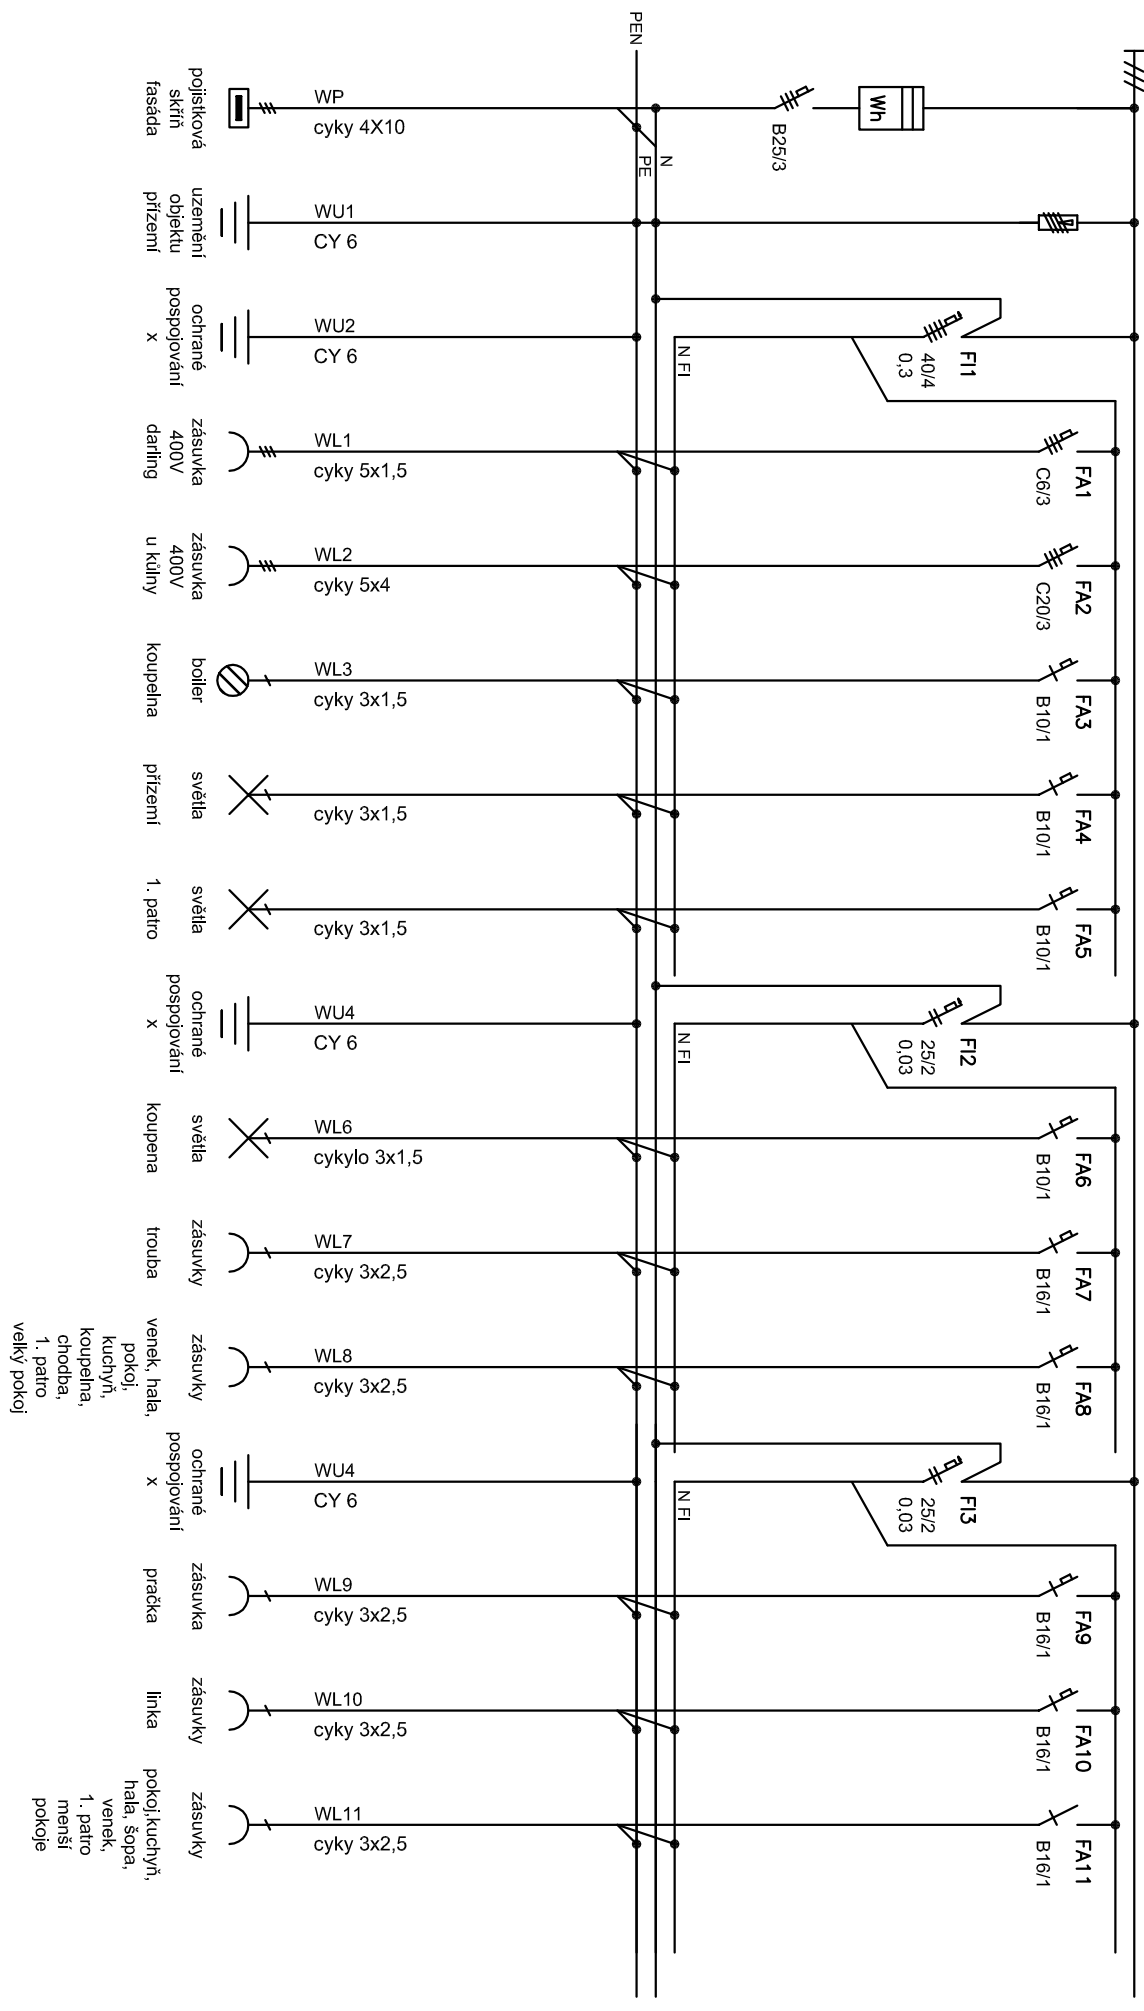 PEN
WP
cyky 4X10
pojistková
skříň
fasáda
N
PE
B25/3
Wh
WU1
CY 6
uzemění
objektu
přízemí
WU2
CY 6
ochrané
pospojování
x
N FI
FI1
40/4
0,3
WL1
cyky 5x1,5
zásuvka
400V
darling
FA1
C6/3
WL2
cyky 5x4
zásuvka
400V
u kůlny
FA2
C20/3
WL3
cyky 3x1,5
boiler
koupelna
FA3
B10/1
cyky 3x1,5
světla
přízemí
FA4
B10/1
cyky 3x1,5
světla
1. patro
FA5
B10/1
WU4
CY 6
ochrané
pospojování
x
N FI
FI2
25/2
0,03
WL6
cykylo 3x1,5
světla
koupena
FA6
B10/1
WL7
cyky 3x2,5
zásuvky
trouba
FA7
B16/1
WL8
cyky 3x2,5
zásuvky
venek, hala,
pokoj,
kuchyň,
koupelna,
chodba,
1. patro
velký pokoj
FA8
B16/1
WU4
CY 6
ochrané
pospojování
x
N FI
FI3
25/2
0,03
WL9
cyky 3x2,5
zásuvka
pračka
FA9
B16/1
WL10
cyky 3x2,5
zásuvky
linka
FA10
B16/1
WL11
cyky 3x2,5
zásuvky
pokoj,kuchyň,
hala, šopa,
venek,
1. patro
menší
pokoje
FA11
B16/1